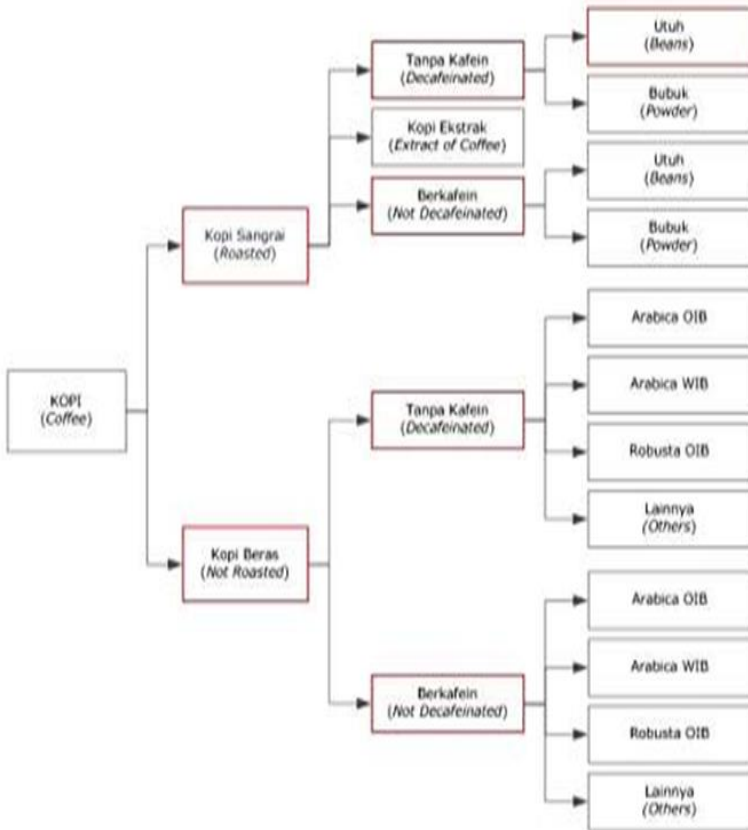 KOPI
(Coffee)
Kopi Sangrai
(Roasted)
Tanpa Kafein
(Decafeinated)
Utuh
(Beans)
Bubuk
(Powder)
Kopi Ekstrak
(Extract of Coffee)
Berkafein
(Not Decafeinated)
Utuh
(Beans)
Bubuk
(Powder)
Kopi Beras
(Not Roasted)
Tanpa Kafein
(Decafeinated)
Arabica OIB
Arabica WIB
Robusta OIB
Lainnya
(Others)
Berkafein
(Not Decafeinated)
Arabica OIB
Arabica WIB
Robusta OIB
Lainnya
(Others)